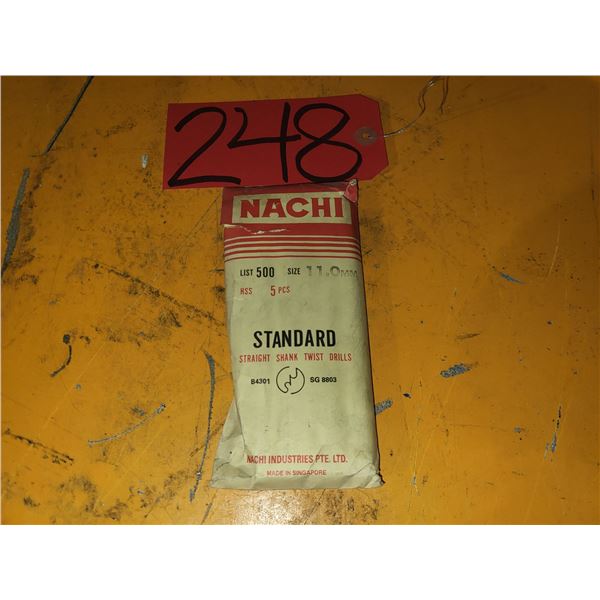 248
NACHI
LIST 500 SIZE 11.0MM
HSS 5 PCS
STANDARD
STRAIGHT SHANK TWIST DRILLS
B4301 SG 8803
NACHI INDUSTRIES PTE. LTD.
MADE IN SINGAPORE